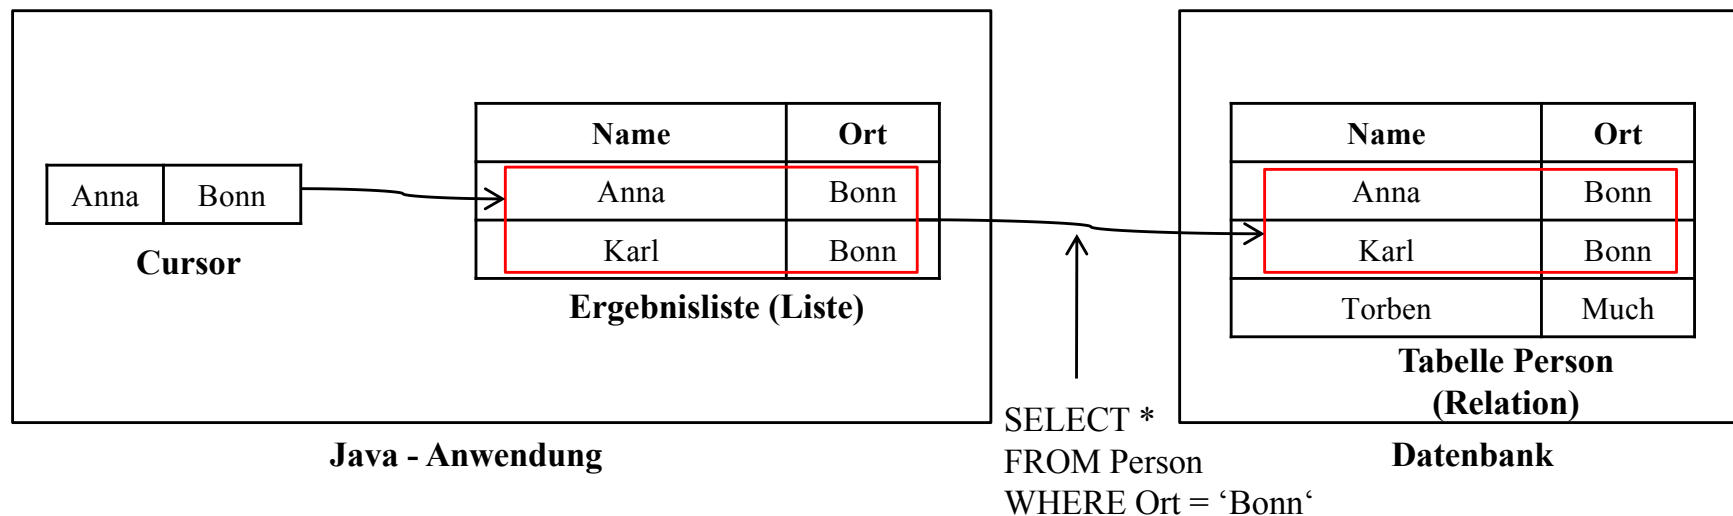 Anna Bonn
Cursor
Name Ort
Anna Bonn
Karl Bonn
Ergebnisliste (Liste)
Java - Anwendung
SELECT *
FROM Person
WHERE Ort = ‘Bonn‘
Name Ort
Anna Bonn
Karl Bonn
Torben Much
Tabelle Person
(Relation)
Datenbank